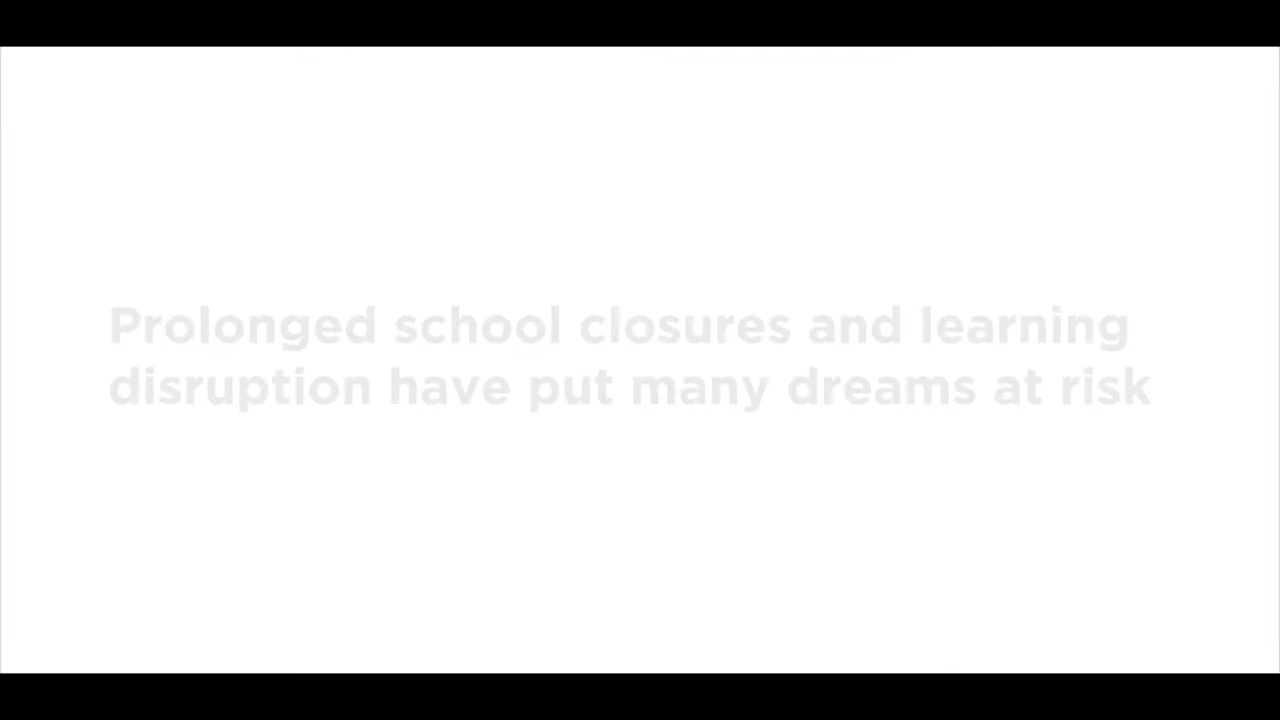 Prolonged school closures and learning
disruption have put many dreams at risk